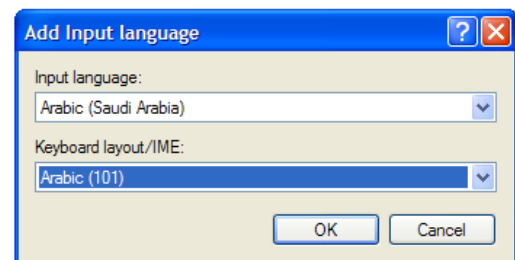 Add Input language
Input language:
Arabic (Saudi Arabia)
Keyboard layout/IME:
Arabic (101)
OK Cancel